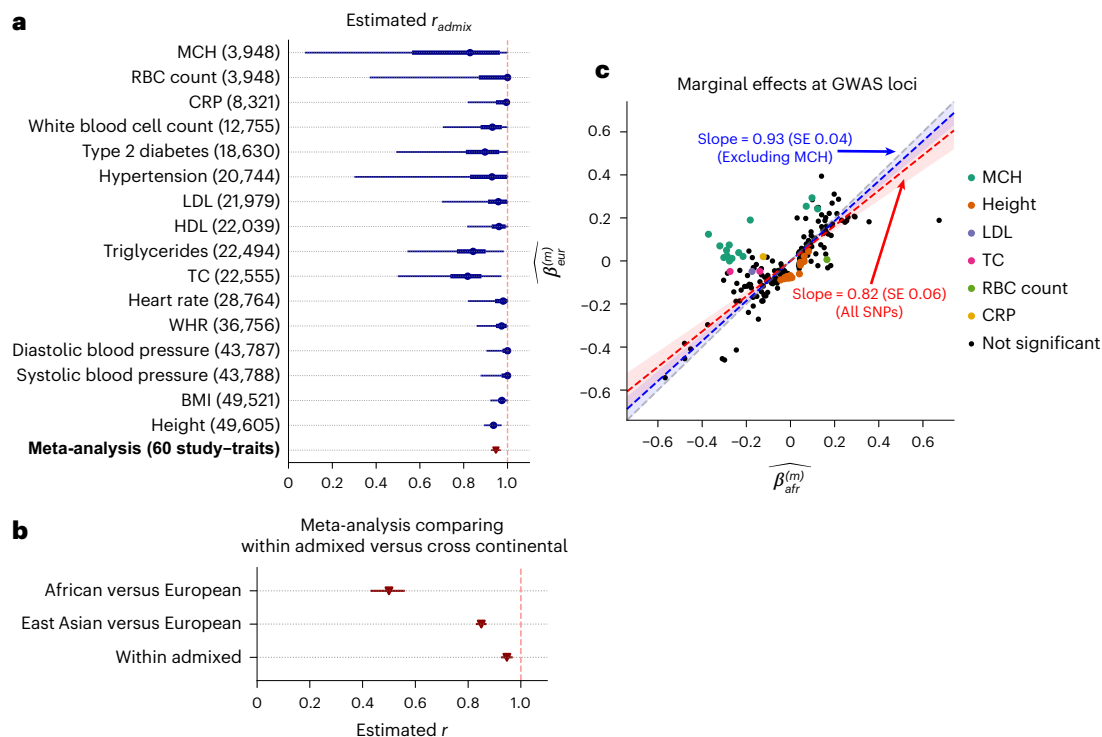 a
Estimated r_admix
MCH (3,948)
RBC count (3,948)
CRP (8,321)
White blood cell count (12,755)
Type 2 diabetes (18,630)
Hypertension (20,744)
LDL (21,979)
HDL (22,039)
Triglycerides (22,494)
TC (22,555)
Heart rate (28,764)
WHR (36,756)
Diastolic blood pressure (43,787)
Systolic blood pressure (43,788)
BMI (49,521)
Height (49,605)
Meta-analysis (60 study–traits)
0 0.2 0.4 0.6 0.8 1.0
b
Meta-analysis comparing
within admixed versus cross continental
African versus European
East Asian versus European
Within admixed
0 0.2 0.4 0.6 0.8 1.0
Estimated r
c
Marginal effects at GWAS loci
0.6
0.4
0.2
0
−0.2
−0.4
−0.6
\widehat{β_{eur}^{(m)}}
Slope = 0.93 (SE 0.04)
(Excluding MCH)
Slope = 0.82 (SE 0.06)
(All SNPs)
−0.6 −0.4 −0.2 0 0.2 0.4 0.6
\widehat{β_{afr}^{(m)}}
MCH
Height
LDL
TC
RBC count
CRP
Not significant